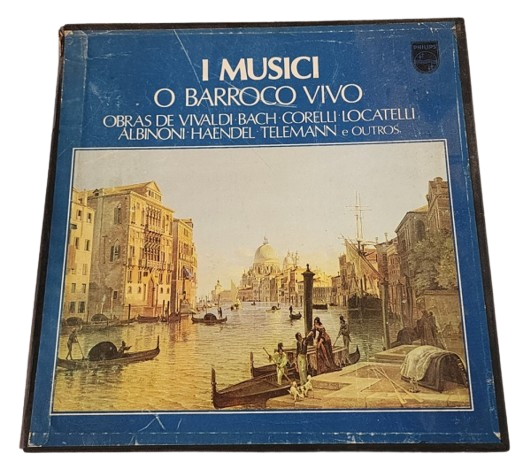 I MUSICI
PHILIPS
O BARROCO VIVO
OBRAS DE VIVALDI·BACH·CORELLI·LOCATELLI
ALBINONI·HAENDEL·TELEMANN e OUTROS